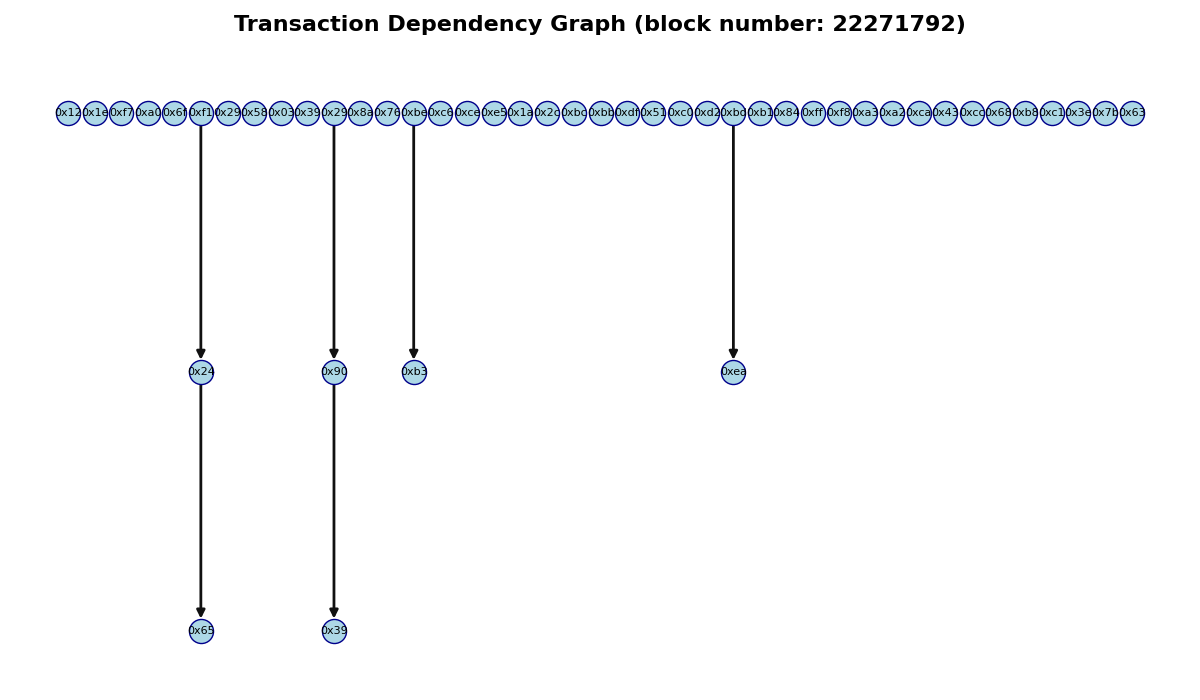 Transaction Dependency Graph (block number: 22271792)
0x12 0x1e 0xf7 0xa0 0x6f 0xf1 0x29 0x58 0x03 0x39 0x29 0x8a 0x76 0xbe 0xc6 0xce 0xe5 0x1a 0x2c 0xbc 0xbb 0xdf 0x51 0xc0 0xd2 0xbd 0xb1 0x84 0xff 0xf8 0xa3 0xa2 0xca 0x43 0xcc 0x68 0xb8 0xc1 0x3e 0x7b 0x63
0x24 0x90 0xb3 0xea
0x65 0x39